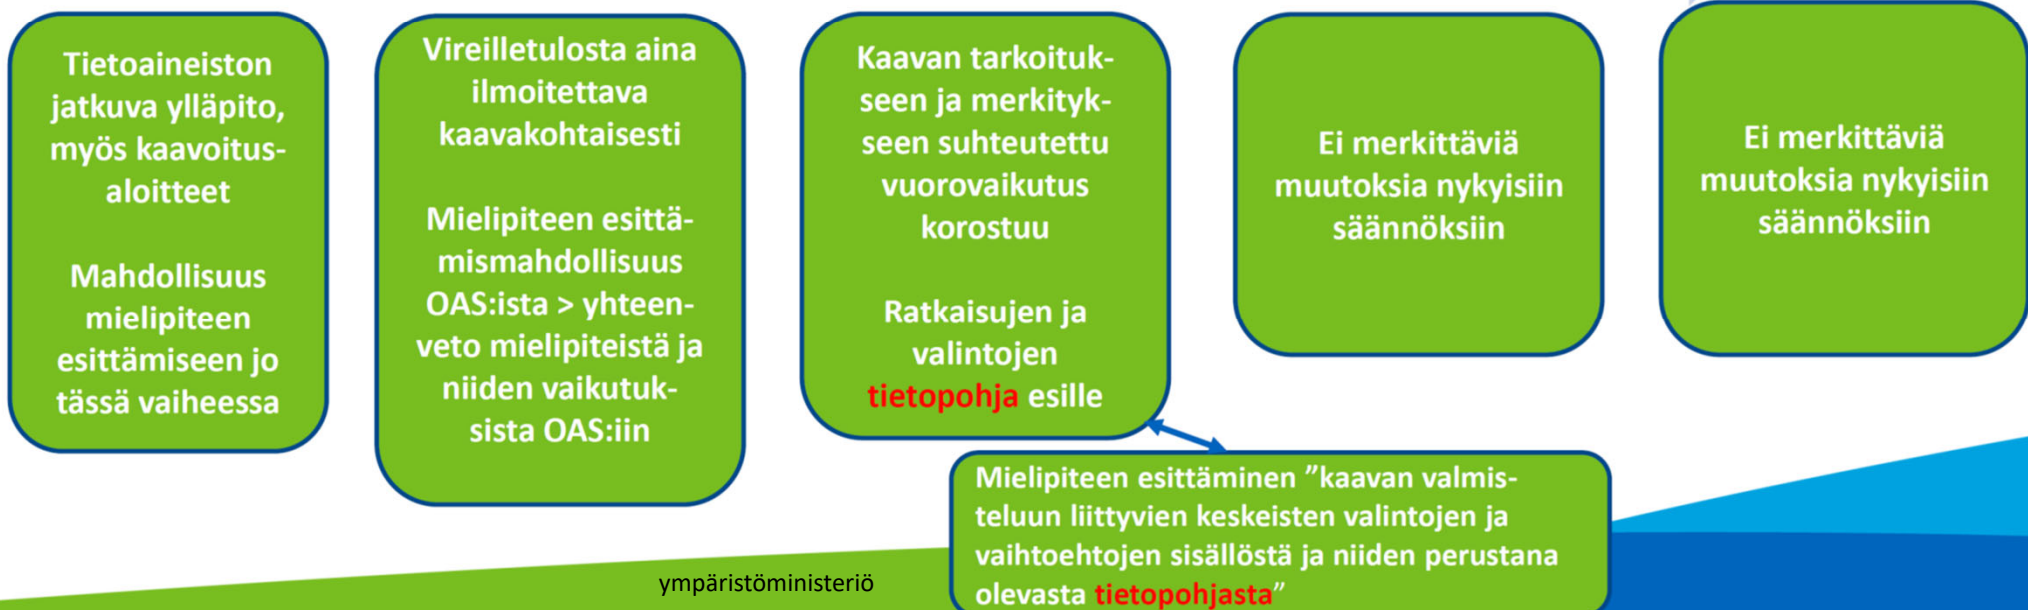 Tietoaineiston
jatkuva ylläpito,
myös kaavoitus-
aloitteet
Mahdollisuus
mielipiteen
esittämiseen jo
tässä vaiheessa
Vireilletulosta aina
ilmoitettava
kaavakohtaisesti
Mielipiteen esittä-
mismahdollisuus
OAS:ista > yhteen-
veto mielipiteistä ja
niiden vaikutuk-
sista OAS:iin
Kaavan tarkoituk-
seen ja merkityk-
seen suhteutettu
vuorovaikutus
korostuu
Ratkaisujen ja
valintojen
tietopohja esille
Ei merkittäviä
muutoksia nykyisiin
säännöksiin
Ei merkittäviä
muutoksia nykyisiin
säännöksiin
Mielipiteen esittäminen ”kaavan valmis-
teluun liittyvien keskeisten valintojen ja
vaihtoehtojen sisällöstä ja niiden perustana
olevasta tietopohjasta”
ympäristöministeriö